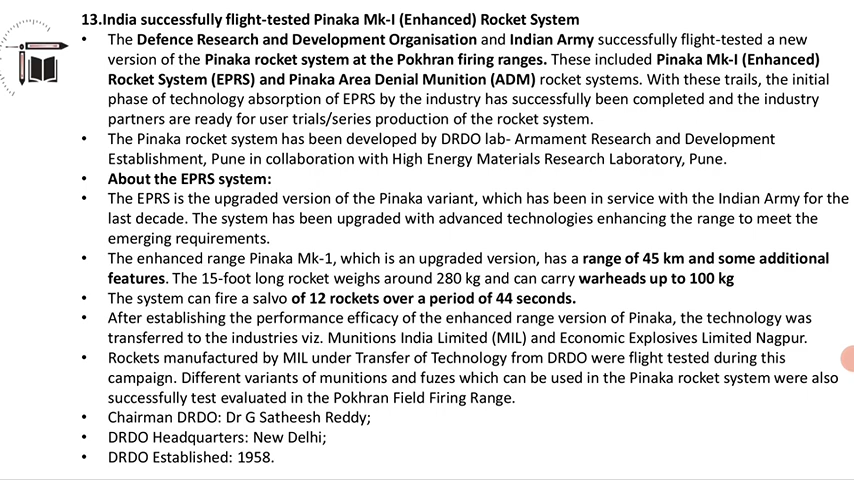 13.India successfully flight-tested Pinaka Mk-I (Enhanced) Rocket System
• The Defence Research and Development Organisation and Indian Army successfully flight-tested a new
version of the Pinaka rocket system at the Pokhran firing ranges. These included Pinaka Mk-I (Enhanced)
Rocket System (EPRS) and Pinaka Area Denial Munition (ADM) rocket systems. With these trails, the initial
phase of technology absorption of EPRS by the industry has successfully been completed and the industry
partners are ready for user trials/series production of the rocket system.
• The Pinaka rocket system has been developed by DRDO lab- Armament Research and Development
Establishment, Pune in collaboration with High Energy Materials Research Laboratory, Pune.
• About the EPRS system:
• The EPRS is the upgraded version of the Pinaka variant, which has been in service with the Indian Army for the
last decade. The system has been upgraded with advanced technologies enhancing the range to meet the
emerging requirements.
• The enhanced range Pinaka Mk-1, which is an upgraded version, has a range of 45 km and some additional
features. The 15-foot long rocket weighs around 280 kg and can carry warheads up to 100 kg
• The system can fire a salvo of 12 rockets over a period of 44 seconds.
• After establishing the performance efficacy of the enhanced range version of Pinaka, the technology was
transferred to the industries viz. Munitions India Limited (MIL) and Economic Explosives Limited Nagpur.
• Rockets manufactured by MIL under Transfer of Technology from DRDO were flight tested during this
campaign. Different variants of munitions and fuzes which can be used in the Pinaka rocket system were also
successfully test evaluated in the Pokhran Field Firing Range.
• Chairman DRDO: Dr G Satheesh Reddy;
• DRDO Headquarters: New Delhi;
• DRDO Established: 1958.